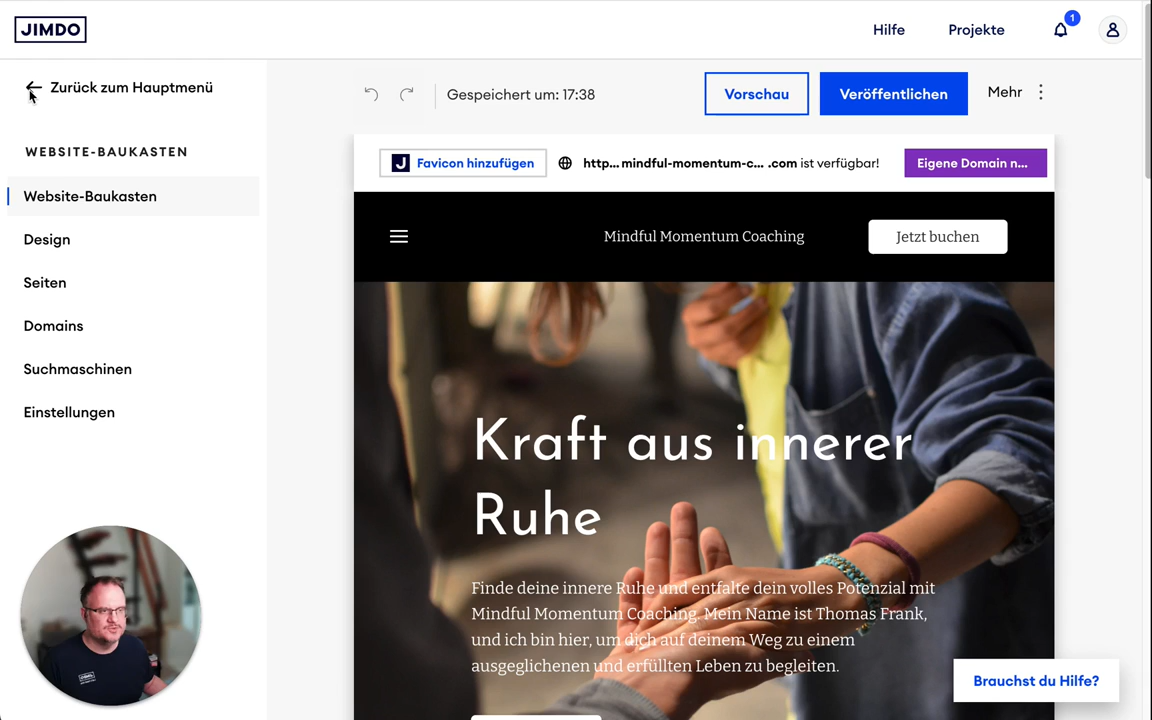 JIMDO
Hilfe
Projekte
1
Zurück zum Hauptmenü
WEBSITE-BAUKASTEN
Website-Baukasten
Design
Seiten
Domains
Suchmaschinen
Einstellungen
Gespeichert um: 17:38
Vorschau
Veröffentlichen
Mehr
J Favicon hinzufügen
http... mindful-momentum-c... .com ist verfügbar!
Eigene Domain n...
Mindful Momentum Coaching
Jetzt buchen
Kraft aus innerer
Ruhe
Finde deine innere Ruhe und entfalte dein volles Potenzial mit
Mindful Momentum Coaching. Mein Name ist Thomas Frank,
und ich bin hier, um dich auf deinem Weg zu einem
ausgeglichenen und erfüllten Leben zu begleiten.
Brauchst du Hilfe?
JIMDO